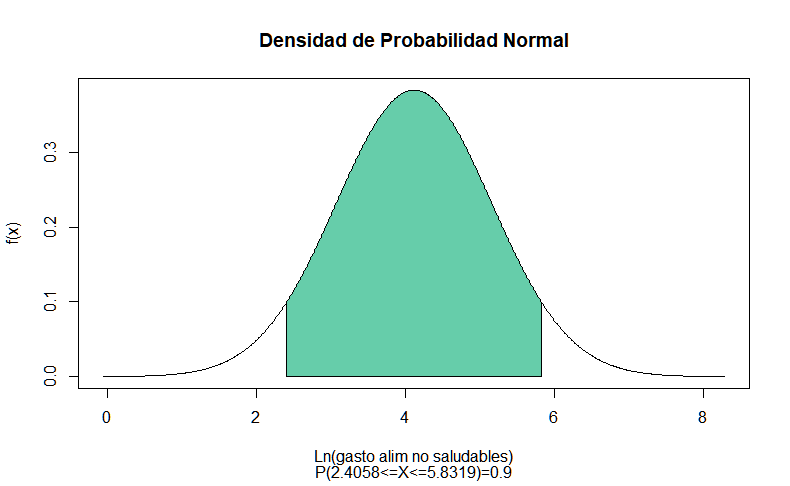 Densidad de Probabilidad Normal
f(x)
0.3
0.2
0.1
0.0
0 2 4 6 8
Ln(gasto alim no saludables)
P(2.4058<=X<=5.8319)=0.9